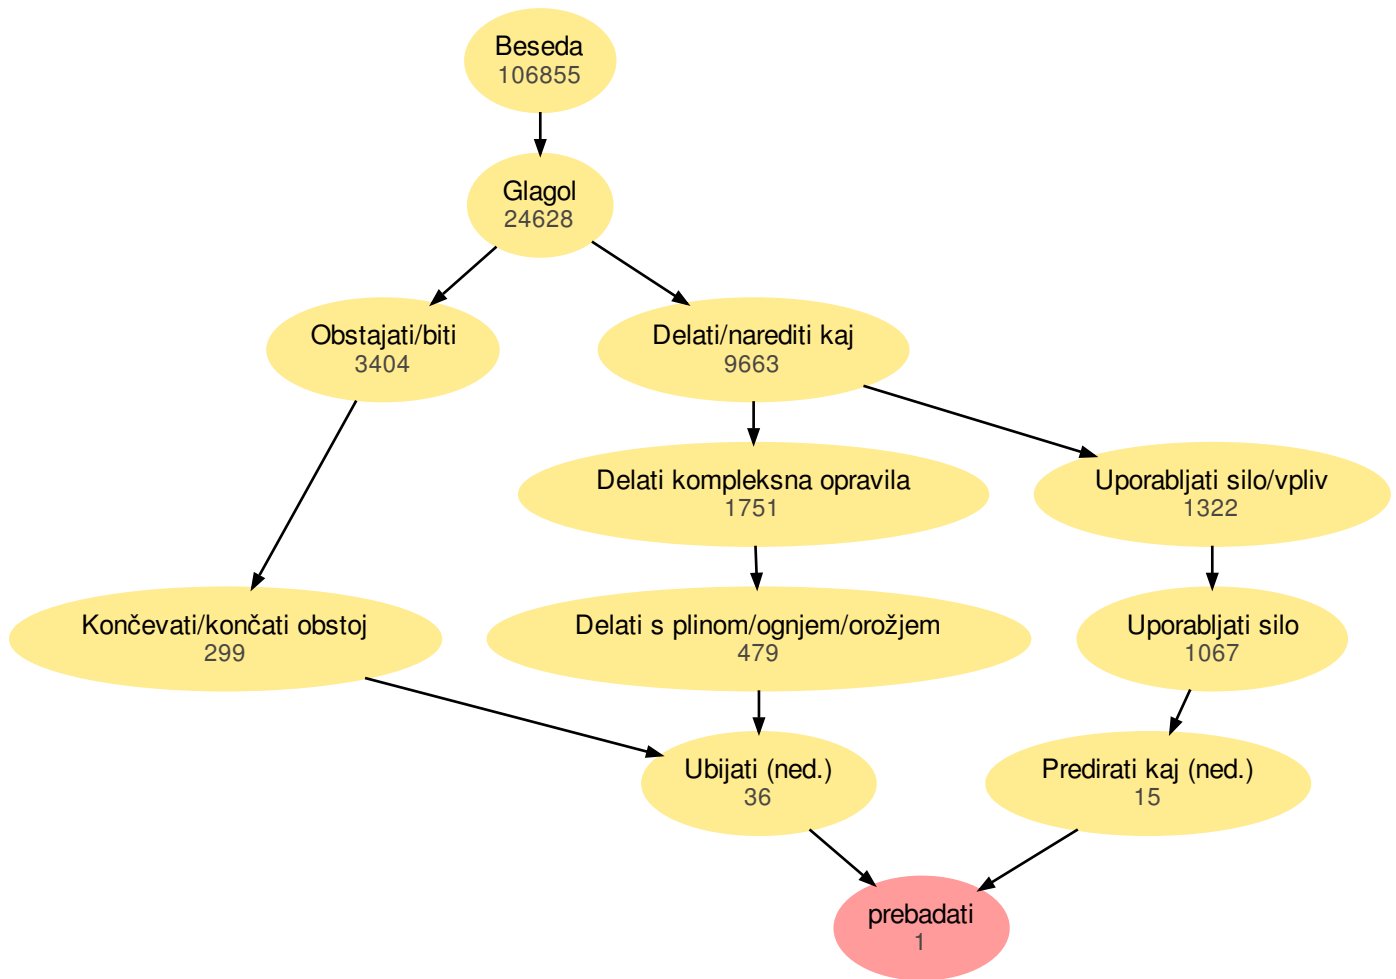 Beseda
106855
Glagol
24628
Obstajati/biti
3404
Delati/narediti kaj
9663
Delati kompleksna opravila
1751
Uporabljati silo/vpliv
1322
Končevati/končati obstoj
299
Delati s plinom/ognjem/orožjem
479
Uporabljati silo
1067
Ubijati (ned.)
36
Predirati kaj (ned.)
15
prebadati
1